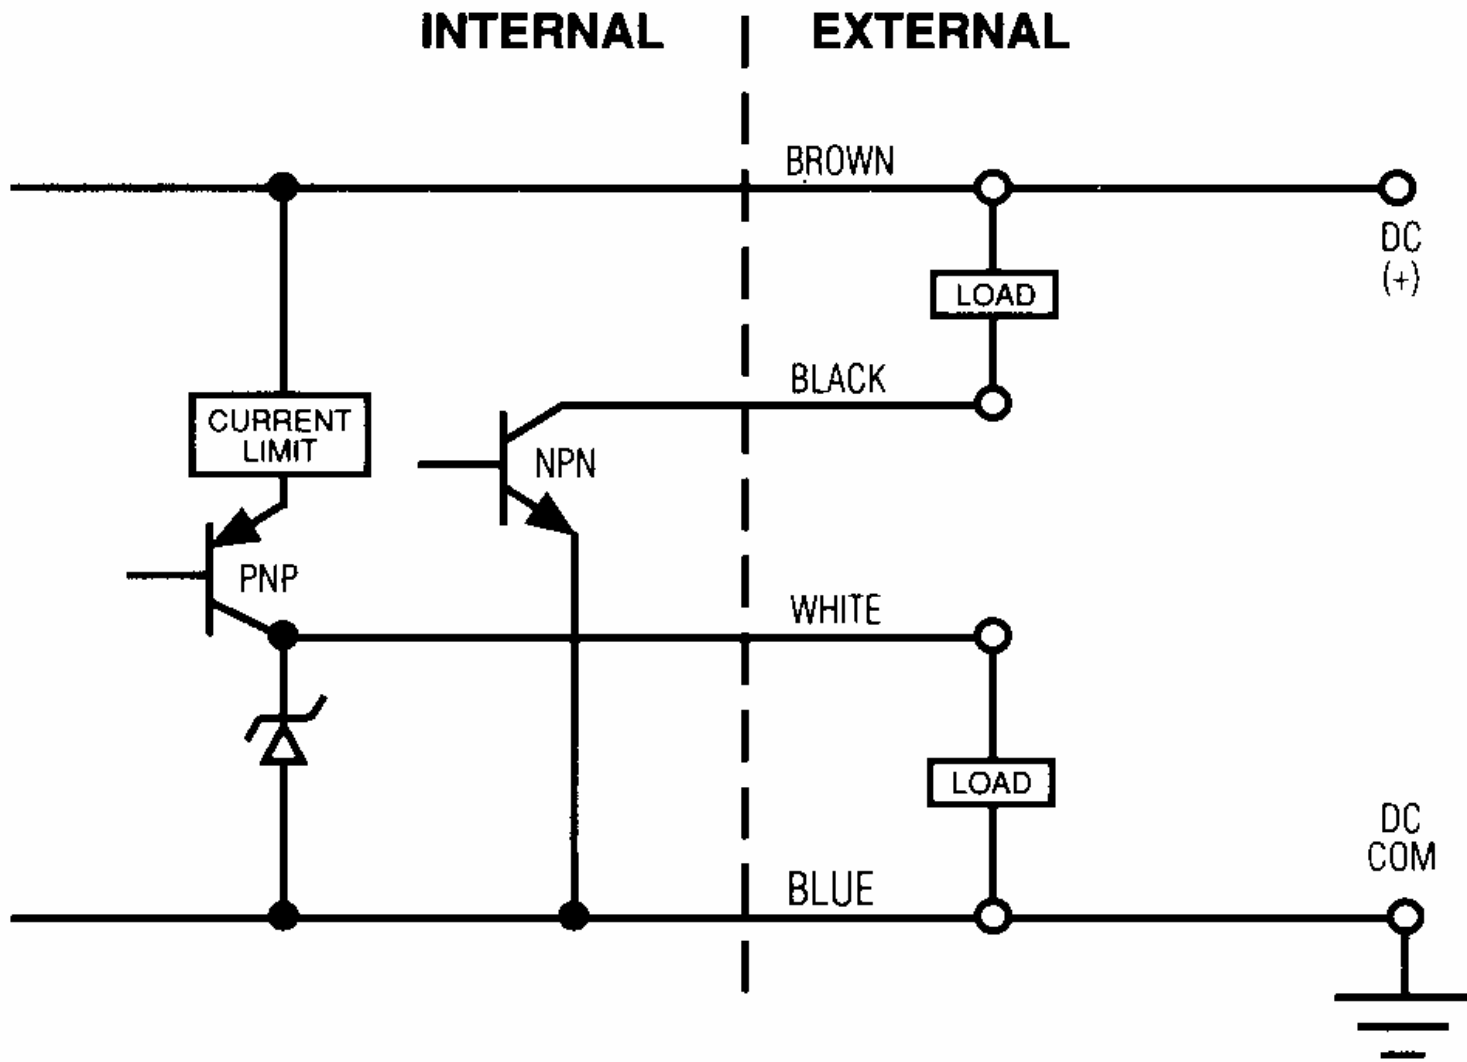 INTERNAL
EXTERNAL
BROWN
DC
(+)
LOAD
BLACK
CURRENT
LIMIT
NPN
PNP
WHITE
LOAD
DC
COM
BLUE